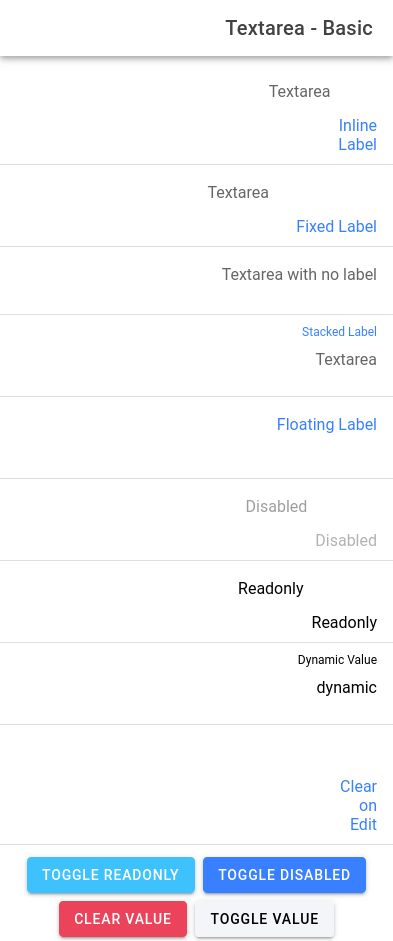 Textarea - Basic
Textarea
Inline
Label
Textarea
Fixed Label
Textarea with no label
Stacked Label
Textarea
Floating Label
Disabled
Disabled
Readonly
Readonly
Dynamic Value
dynamic
Clear
on
Edit
TOGGLE READONLY TOGGLE DISABLED
CLEAR VALUE TOGGLE VALUE